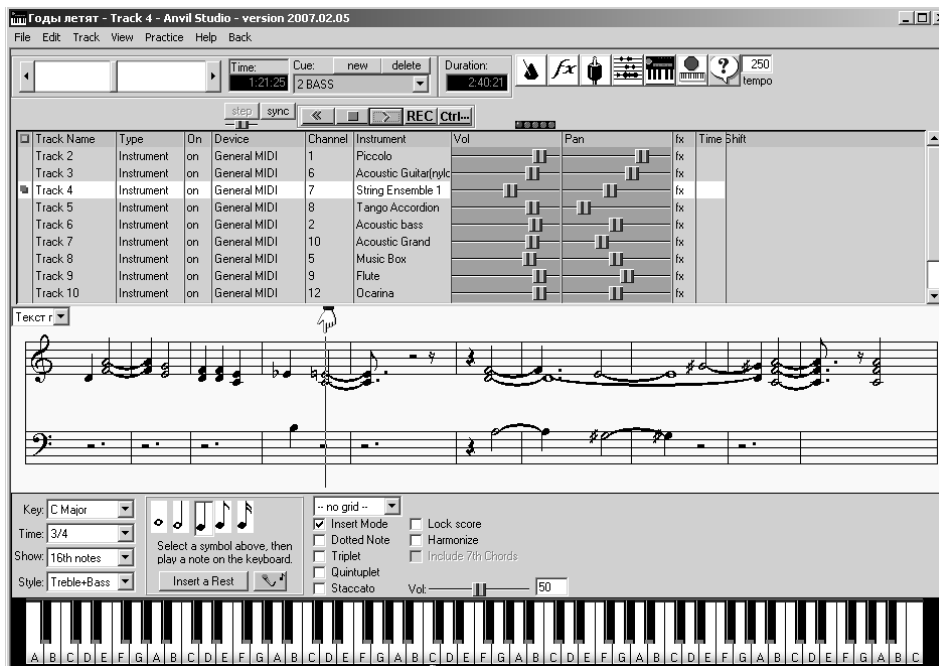 Годы летят - Track 4 - Anvil Studio - version 2007.02.05
File Edit Track View Practice Help Back
Time: Cue: new delete Duration:
1:21:25 2 BASS 2:40:21
fx ? 250
tempo
step sync REC Ctrl...
Track Name Type On Device Channel Instrument Vol Pan fx Time Shift
Track 2 Instrument on General MIDI 1 Piccolo fx
Track 3 Instrument on General MIDI 6 Acoustic Guitar(nylc fx
Track 4 Instrument on General MIDI 7 String Ensemble 1 fx
Track 5 Instrument on General MIDI 8 Tango Accordion fx
Track 6 Instrument on General MIDI 2 Acoustic bass fx
Track 7 Instrument on General MIDI 10 Acoustic Grand fx
Track 8 Instrument on General MIDI 5 Music Box fx
Track 9 Instrument on General MIDI 9 Flute fx
Track 10 Instrument on General MIDI 12 Ocarina fx
Текст г
Key: C Major
Time: 3/4
Show: 16th notes
Style: Treble+Bass
Select a symbol above, then
play a note on the keyboard.
Insert a Rest
-- no grid --
Insert Mode Lock score
Dotted Note Harmonize
Triplet Include 7th Chords
Quintuplet
Staccato Vol: 50
A B C D E F G A B C D E F G A B C D E F G A B C D E F G A B C D E F G A B C D E F G A B C D E F G A B C